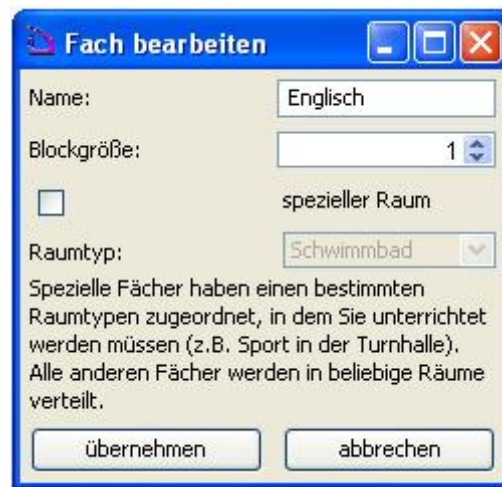 Fach bearbeiten
Name: Englisch
Blockgröße: 1
spezieller Raum
Raumtyp: Schwimmbad
Spezielle Fächer haben einen bestimmten
Raumtypen zugeordnet, in dem Sie unterrichtet
werden müssen (z.B. Sport in der Turnhalle).
Alle anderen Fächer werden in beliebige Räume
verteilt.
übernehmen abbrechen